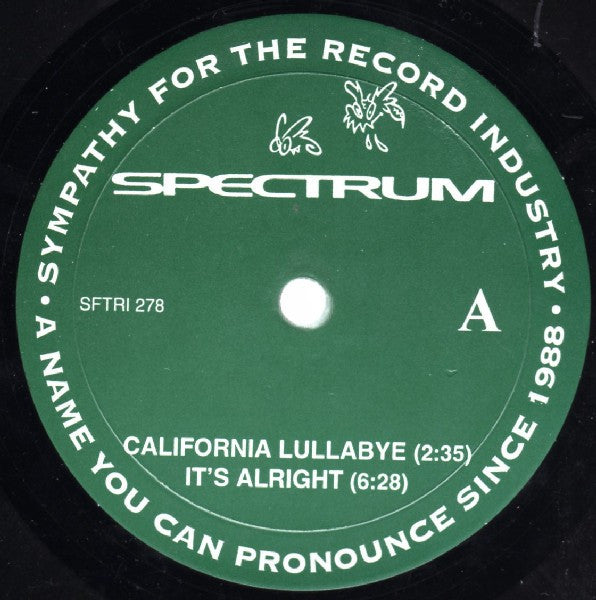 • SYMPATHY FOR THE RECORD INDUSTRY •
A NAME YOU CAN PRONOUNCE SINCE 1988
SPECTRUM
SFTRI 278
A
CALIFORNIA LULLABYE (2:35)
IT'S ALRIGHT (6:28)